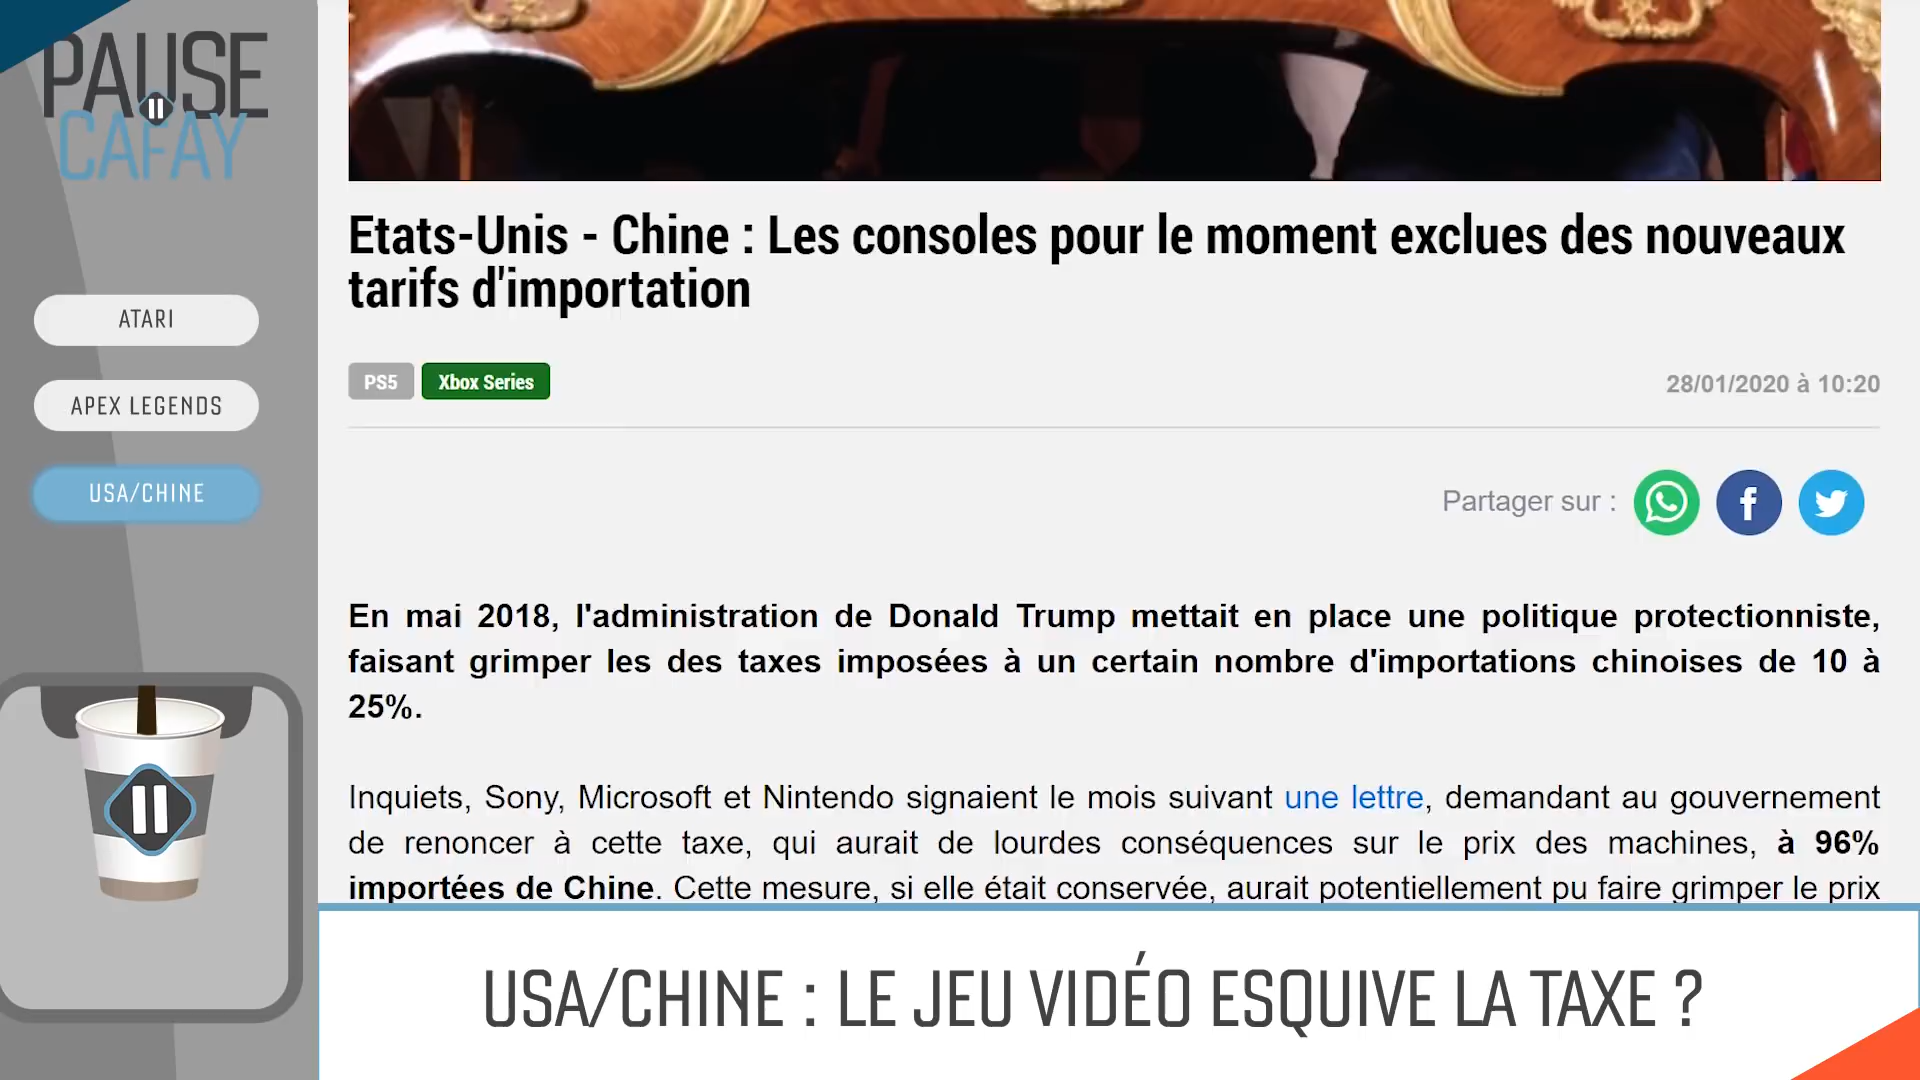 PAUSE
CAFAY
ATARI
APEX LEGENDS
USA/CHINE
Etats-Unis - Chine : Les consoles pour le moment exclues des nouveaux
tarifs d'importation
PS5
Xbox Series
28/01/2020 à 10:20
Partager sur :
En mai 2018, l'administration de Donald Trump mettait en place une politique protectionniste,
faisant grimper les des taxes imposées à un certain nombre d'importations chinoises de 10 à
25%.
Inquiets, Sony, Microsoft et Nintendo signaient le mois suivant une lettre, demandant au gouvernement
de renoncer à cette taxe, qui aurait de lourdes conséquences sur le prix des machines, à 96%
importées de Chine. Cette mesure, si elle était conservée, aurait potentiellement pu faire grimper le prix
USA/CHINE : LE JEU VIDÉO ESQUIVE LA TAXE ?